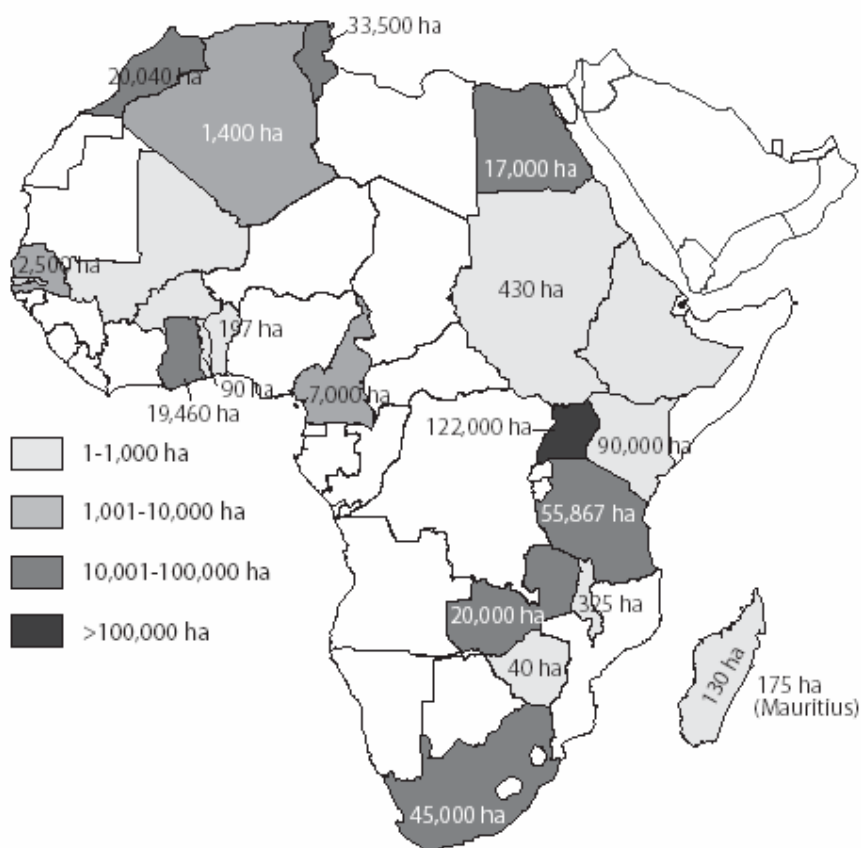 33,500 ha
20,040 ha
1,400 ha
17,000 ha
2,500 ha
430 ha
197 ha
90 ha
7,000 ha
19,460 ha
122,000 ha
90,000 ha
1-1,000 ha
1,001-10,000 ha
55,867 ha
10,001-100,000 ha
325 ha
20,000 ha
>100,000 ha
40 ha
130 ha
175 ha
(Mauritius)
45,000 ha